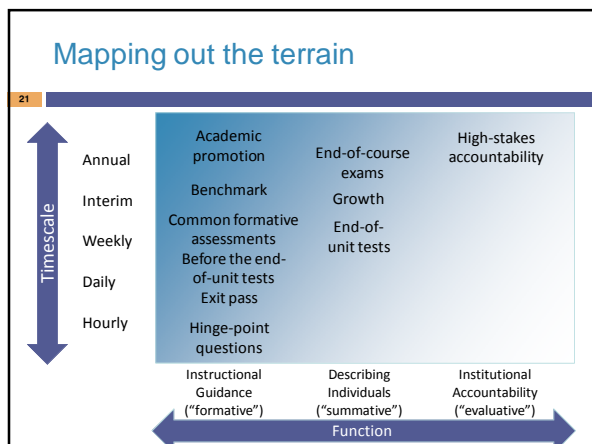 Mapping out the terrain
21
Timescale
Annual
Interim
Weekly
Daily
Hourly
Academic
promotion
Benchmark
Common formative
assessments
Before the end-
of-unit tests
Exit pass
Hinge-point
questions
End-of-course
exams
Growth
End-of-
unit tests
High-stakes
accountability
Instructional
Guidance
(“formative”)
Describing
Individuals
(“summative”)
Institutional
Accountability
(“evaluative”)
Function